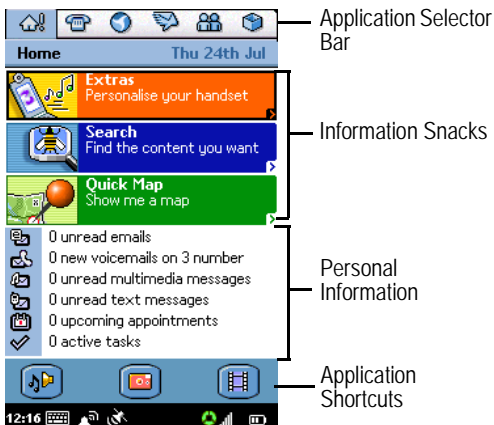 Application Selector
Bar
Home Thu 24th Jul
Extras
Personalise your handset
Search
Find the content you want
Information Snacks
Quick Map
Show me a map
0 unread emails
0 new voicemails on 3 number
0 unread multimedia messages
0 unread text messages
0 upcoming appointments
0 active tasks
Personal
Information
Application
Shortcuts
12:16